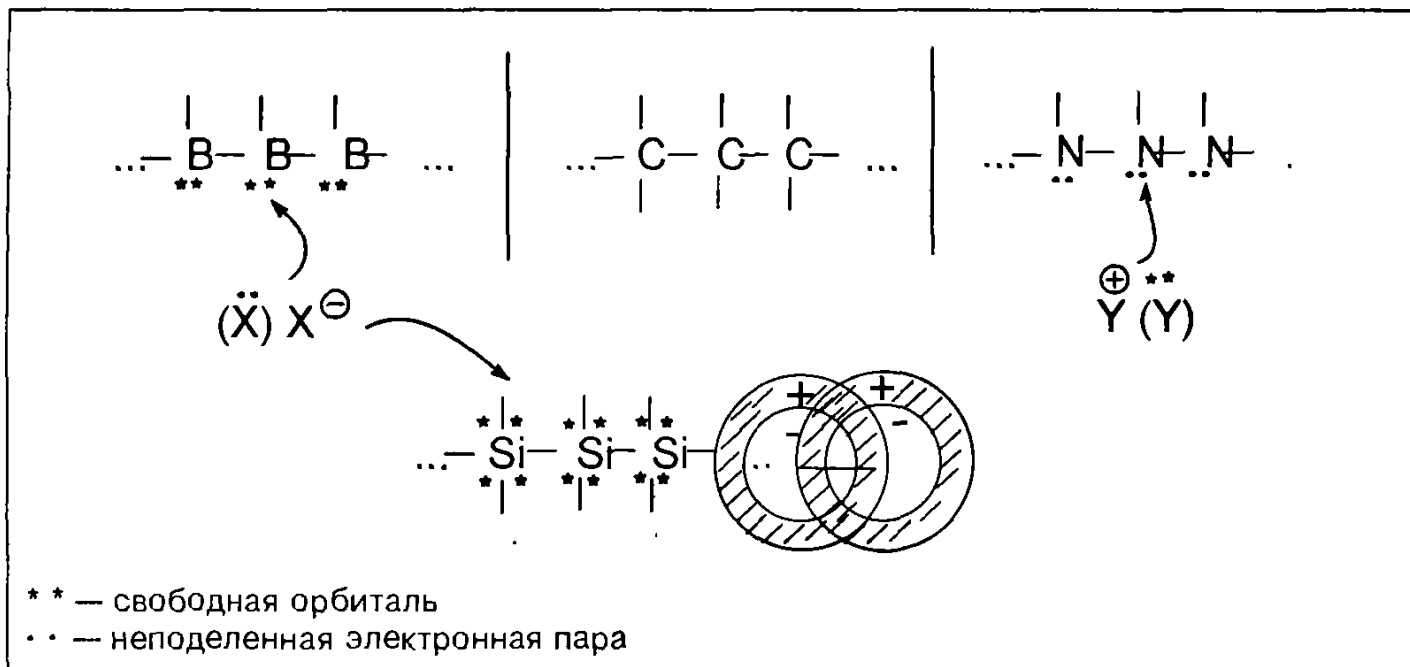 ...— B — B — B — ...
...— C — C — C — ...
...— N — N — N — .
** ** **
.. .. ..
(Ẍ) X⊖
⊕ **
Y (Y)
+ +
- -
...— Si — Si — Si — ..
* * — свободная орбиталь
· · — неподеленная электронная пара